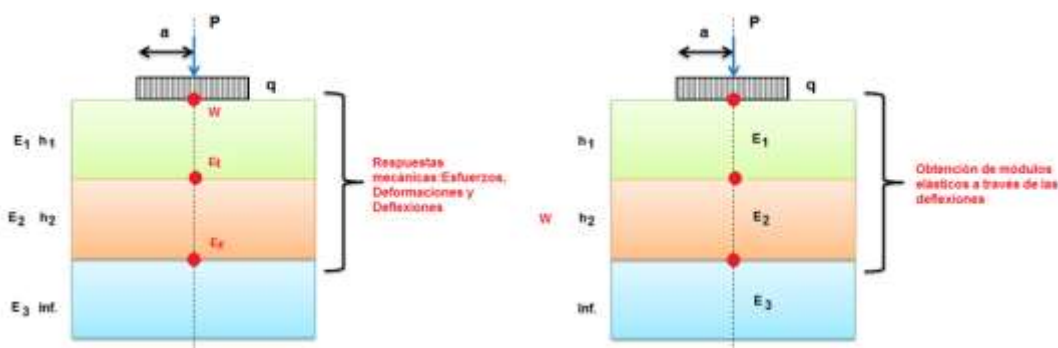 P
a
q
W
E1 h1
Et
Respuestas
mecánicas:Esfuerzos,
Deformaciones y
Deflexiones
E2 h2
E3 inf.
P
a
q
h1
E1
Obtención de módulos
elásticos a través de las
deflexiones
W
h2
E2
inf.
E3